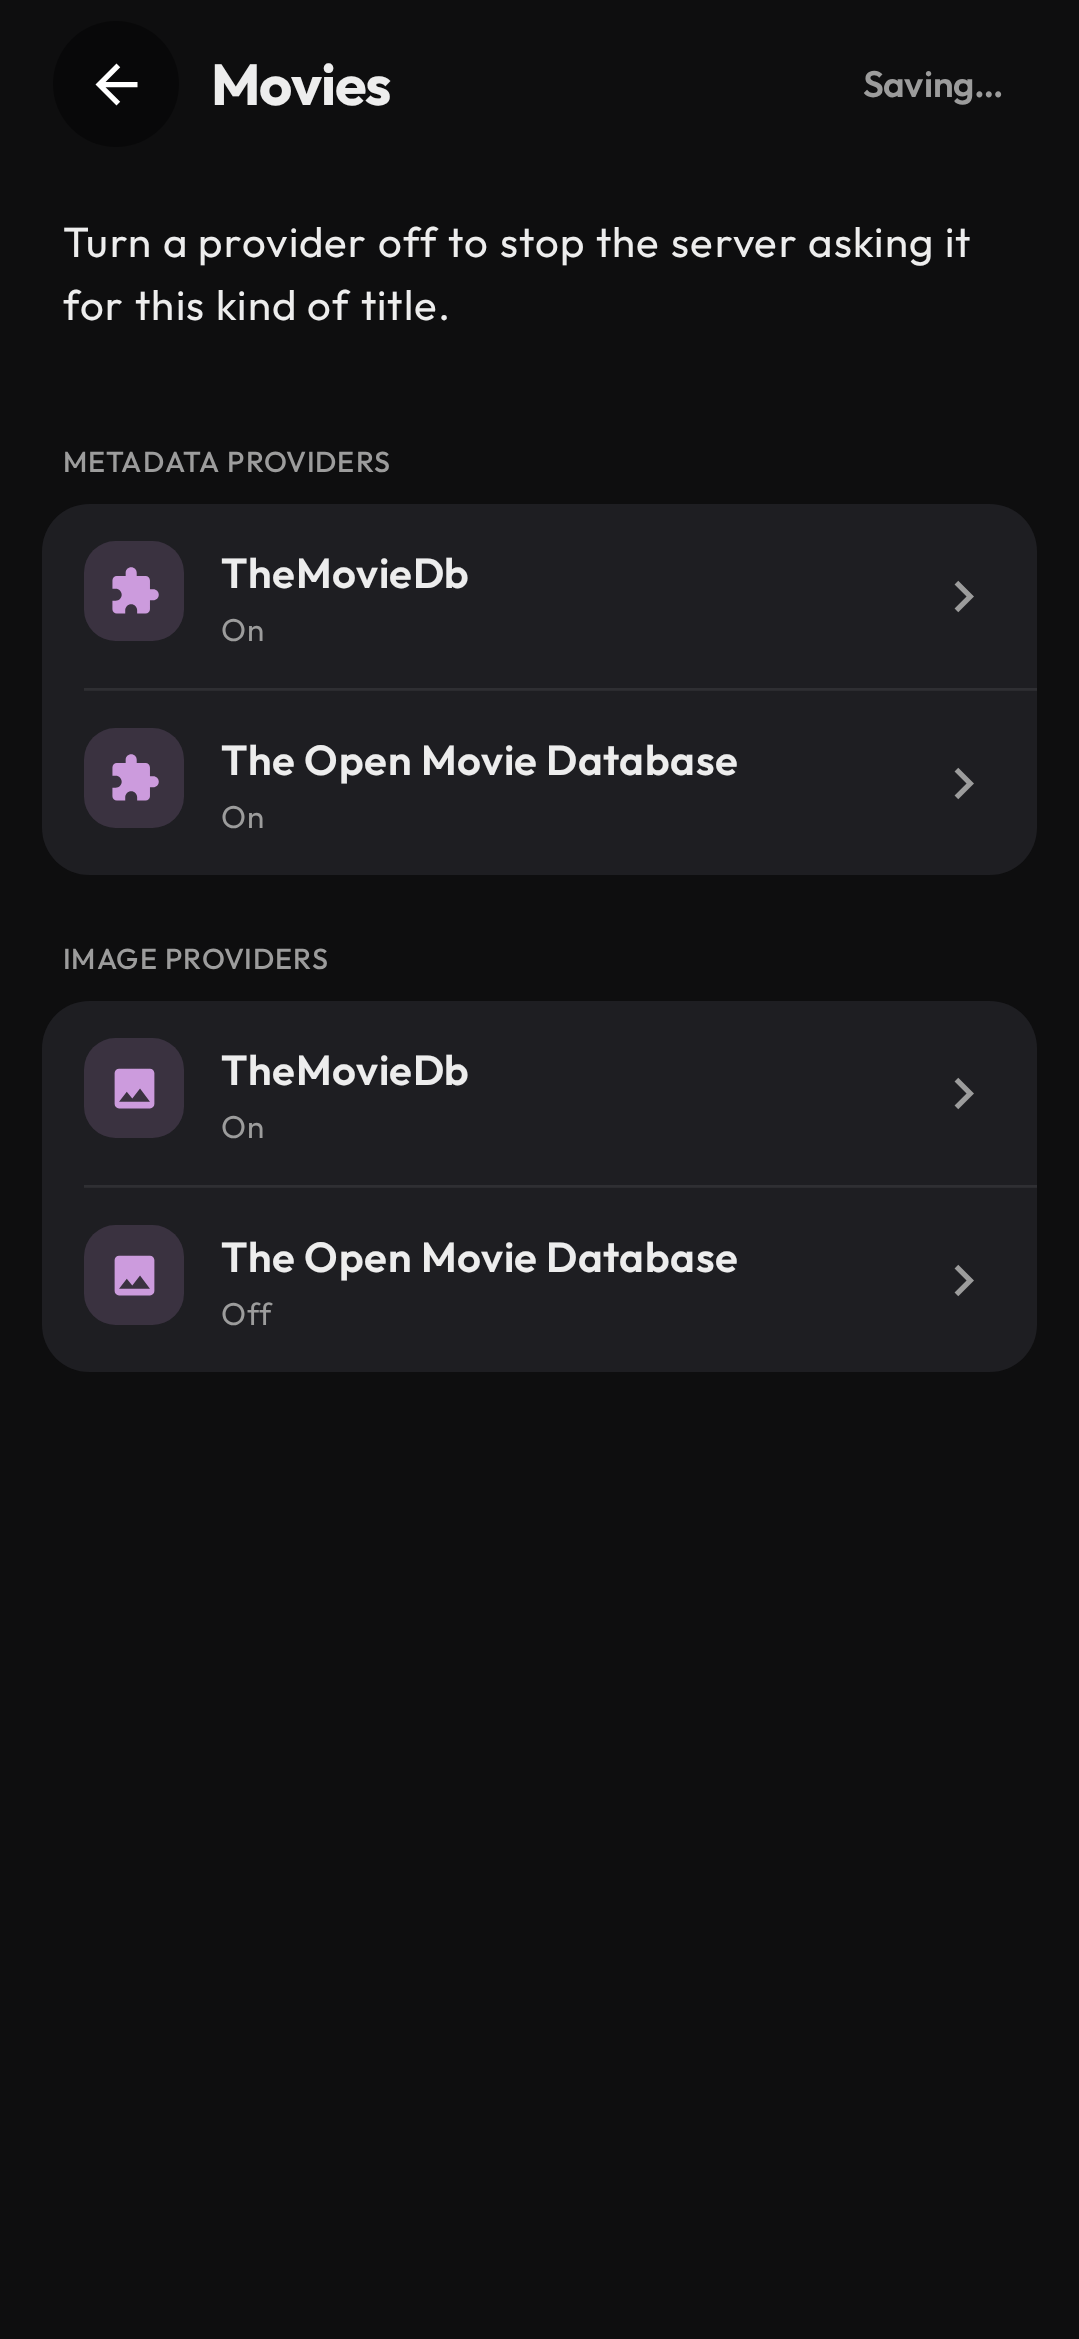 Movies
Saving...
Turn a provider off to stop the server asking it
for this kind of title.
METADATA PROVIDERS
TheMovieDb
On
The Open Movie Database
On
IMAGE PROVIDERS
TheMovieDb
On
The Open Movie Database
Off